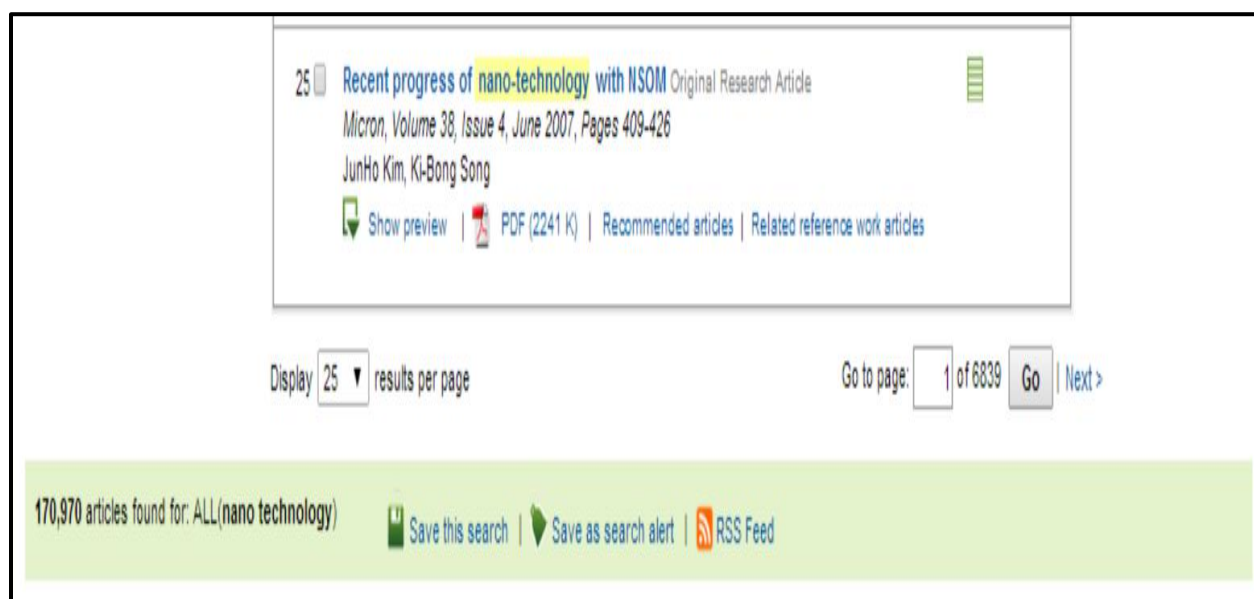 25 Recent progress of nano-technology with NSOM Original Research Article
Micron, Volume 38, Issue 4, June 2007, Pages 409-426
JunHo Kim, Ki-Bong Song
Show preview | PDF (2241 K) | Recommended articles | Related reference work articles
Display 25 ▼ results per page Go to page: 1 of 6839 Go | Next >
170,970 articles found for: ALL(nano technology) Save this search | Save as search alert | RSS Feed